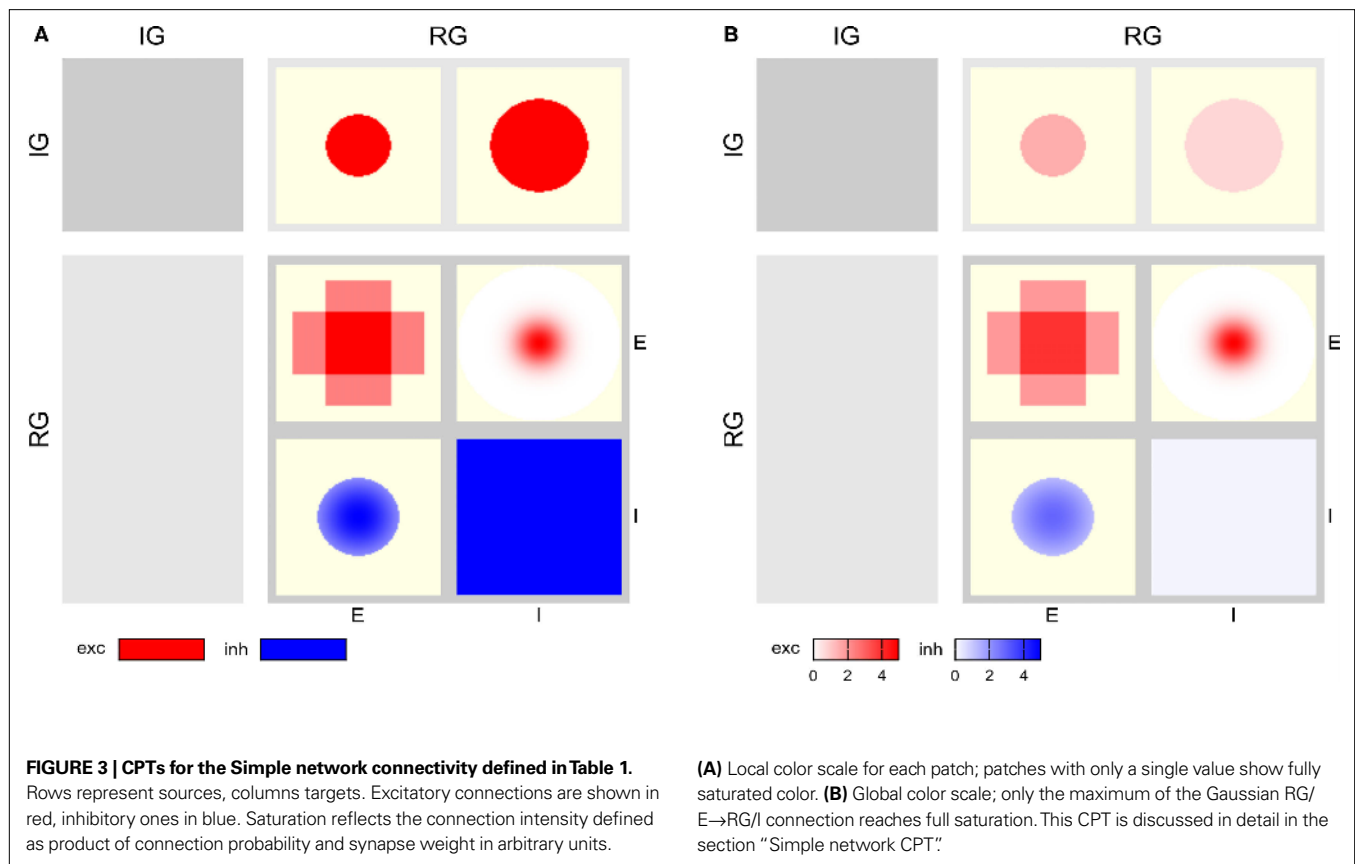 A
IG
RG
IG
RG
E
I
E
I
exc
inh
B
IG
RG
IG
RG
E
I
E
I
exc
0 2 4
inh
0 2 4
FIGURE 3 | CPTs for the Simple network connectivity defined in Table 1.
Rows represent sources, columns targets. Excitatory connections are shown in
red, inhibitory ones in blue. Saturation reflects the connection intensity defined
as product of connection probability and synapse weight in arbitrary units.
(A) Local color scale for each patch; patches with only a single value show fully
saturated color. (B) Global color scale; only the maximum of the Gaussian RG/
E→RG/I connection reaches full saturation. This CPT is discussed in detail in the
section “Simple network CPT”.